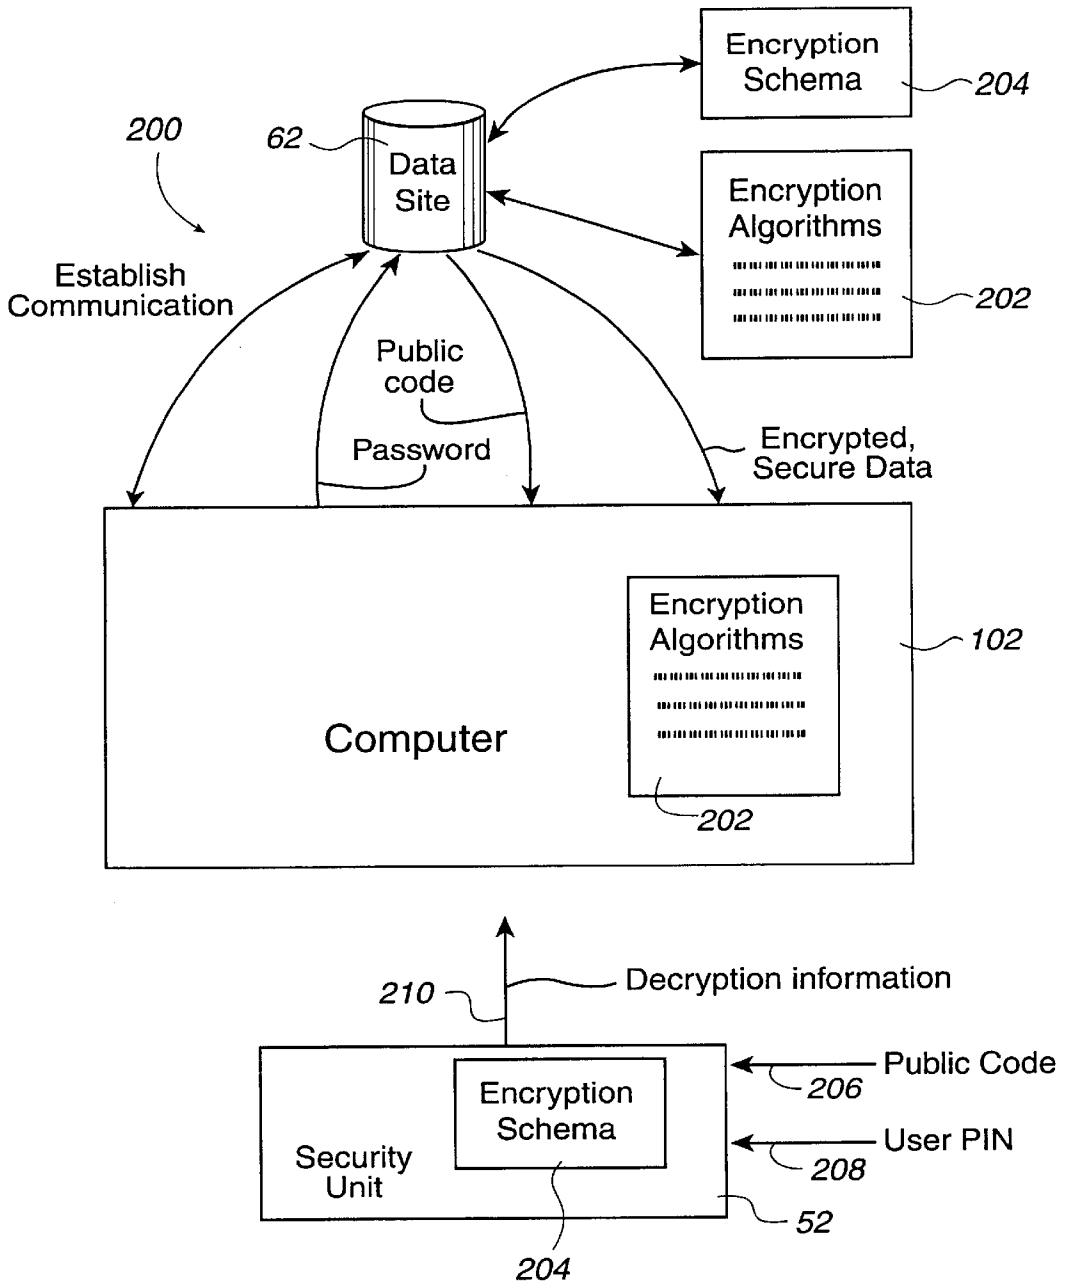 Encryption
Schema
204
200
62
Data
Site
Encryption
Algorithms
202
Establish
Communication
Public
code
Password
Encrypted,
Secure Data
Encryption
Algorithms
102
Computer
202
210
Decryption information
Encryption
Schema
Public Code
206
User PIN
208
Security
Unit
52
204